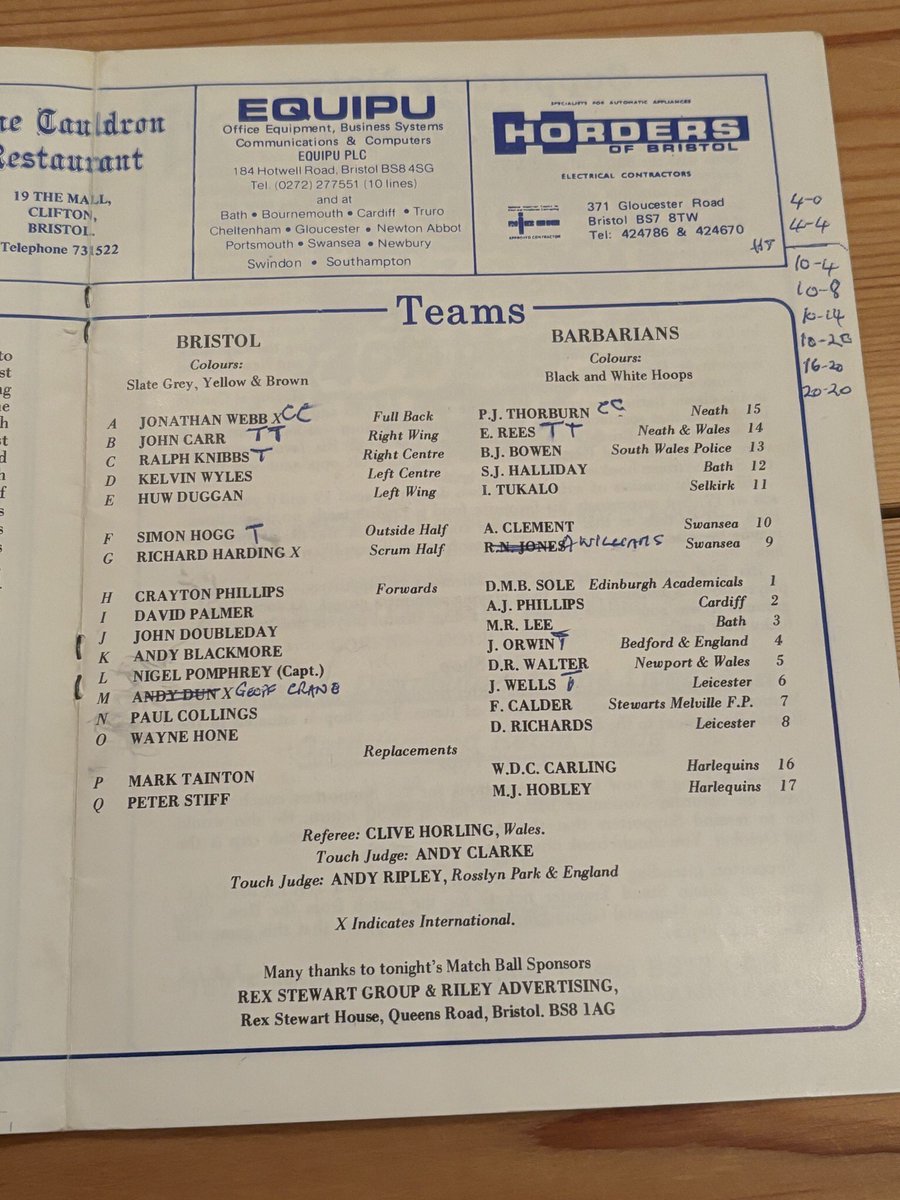 he Cauldron
Restaurant
19 THE MALL,
CLIFTON,
BRISTOL.
Telephone 731522
EQUIPU
Office Equipment, Business Systems
Communications & Computers
EQUIPU PLC
184 Hotwell Road, Bristol BS8 4SG
Tel. (0272) 277551 (10 lines)
and at
Bath • Bournemouth • Cardiff • Truro
Cheltenham • Gloucester • Newton Abbot
Portsmouth • Swansea • Newbury
Swindon • Southampton
SPECIALISTS FOR AUTOMATIC APPLIANCES
HORDERS
OF BRISTOL
ELECTRICAL CONTRACTORS
APPROVED CONTRACTOR
371 Gloucester Road
Bristol BS7 8TW
Tel: 424786 & 424670
HT
4-0
4-4
10-4
10-8
10-14
10-20
16-20
20-20
Teams
BRISTOL
Colours:
Slate Grey, Yellow & Brown
BARBARIANS
Colours:
Black and White Hoops
A JONATHAN WEBB X CC Full Back P.J. THORBURN CC Neath 15
B JOHN CARR TT Right Wing E. REES TT Neath & Wales 14
C RALPH KNIBBS T Right Centre B.J. BOWEN South Wales Police 13
D KELVIN WYLES Left Centre S.J. HALLIDAY Bath 12
E HUW DUGGAN Left Wing I. TUKALO Selkirk 11
F SIMON HOGG T Outside Half A. CLEMENT Swansea 10
G RICHARD HARDING X Scrum Half R.N. JONES A WILLIAMS Swansea 9
H CRAYTON PHILLIPS Forwards D.M.B. SOLE Edinburgh Academicals 1
I DAVID PALMER A.J. PHILLIPS Cardiff 2
J JOHN DOUBLEDAY M.R. LEE Bath 3
K ANDY BLACKMORE J. ORWIN T Bedford & England 4
L NIGEL POMPHREY (Capt.) D.R. WALTER Newport & Wales 5
M ANDY DUN X GEOFF CRANE J. WELLS T Leicester 6
N PAUL COLLINGS F. CALDER Stewarts Melville F.P. 7
O WAYNE HONE D. RICHARDS Leicester 8
Replacements
P MARK TAINTON W.D.C. CARLING Harlequins 16
Q PETER STIFF M.J. HOBLEY Harlequins 17
Referee: CLIVE HORLING, Wales.
Touch Judge: ANDY CLARKE
Touch Judge: ANDY RIPLEY, Rosslyn Park & England
X Indicates International.
Many thanks to tonight's Match Ball Sponsors
REX STEWART GROUP & RILEY ADVERTISING,
Rex Stewart House, Queens Road, Bristol. BS8 1AG